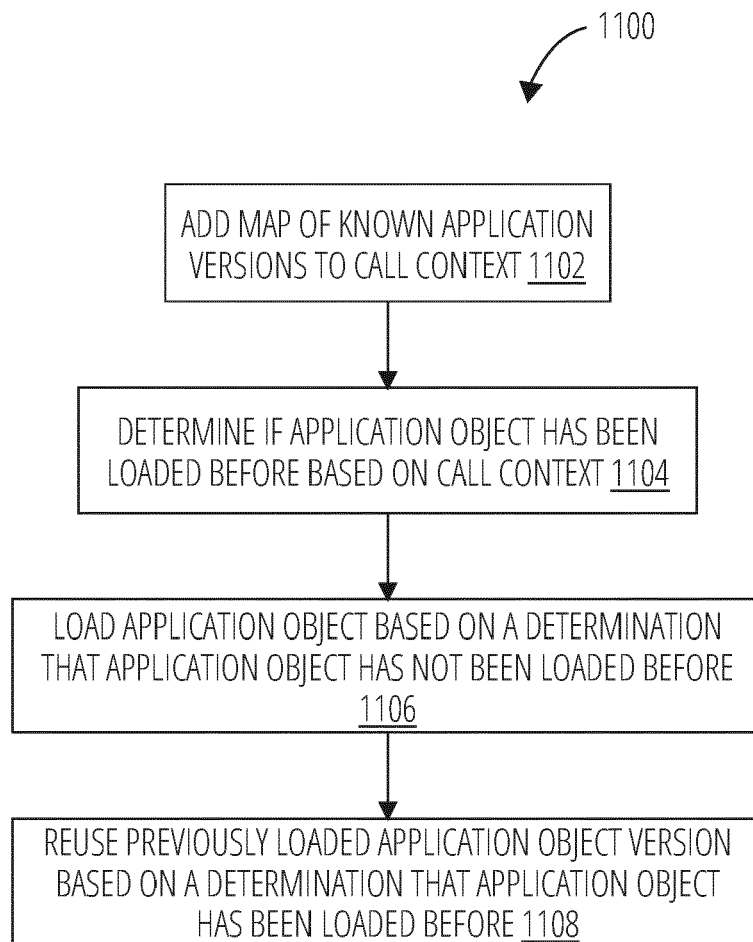 1100
ADD MAP OF KNOWN APPLICATION
VERSIONS TO CALL CONTEXT 1102
DETERMINE IF APPLICATION OBJECT HAS BEEN
LOADED BEFORE BASED ON CALL CONTEXT 1104
LOAD APPLICATION OBJECT BASED ON A DETERMINATION
THAT APPLICATION OBJECT HAS NOT BEEN LOADED BEFORE
1106
REUSE PREVIOUSLY LOADED APPLICATION OBJECT VERSION
BASED ON A DETERMINATION THAT APPLICATION OBJECT
HAS BEEN LOADED BEFORE 1108